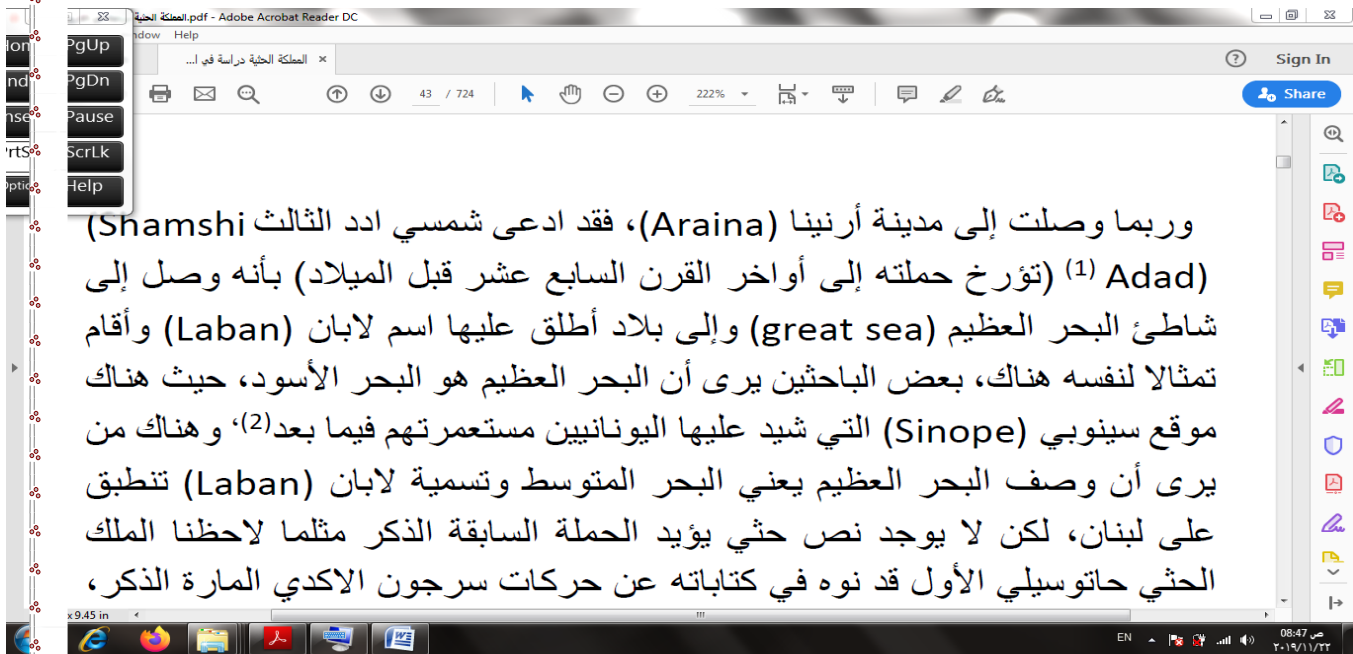 المملكة الحثية.pdf - Adobe Acrobat Reader DC
ndow Help
المملكة الحثية دراسة في ا... ×
? Sign In
Hom PgUp
nd PgDn
nse Pause
PrtS ScrLk
Optio Help
43 / 724
222%
Share
وربما وصلت إلى مدينة أرنينا (Araina)، فقد ادعى شمسي ادد الثالث (Shamshi
Adad) (1) (تؤرخ حملته إلى أواخر القرن السابع عشر قبل الميلاد) بأنه وصل إلى
شاطئ البحر العظيم (great sea) وإلى بلاد أطلق عليها اسم لابان (Laban) وأقام
تمثالا لنفسه هناك، بعض الباحثين يرى أن البحر العظيم هو البحر الأسود، حيث هناك
موقع سينوبي (Sinope) التي شيد عليها اليونانيين مستعمرتهم فيما بعد(2)، وهناك من
يرى أن وصف البحر العظيم يعني البحر المتوسط وتسمية لابان (Laban) تنطبق
على لبنان، لكن لا يوجد نص حثي يؤيد الحملة السابقة الذكر مثلما لاحظنا الملك
الحثي حاتوسيلي الأول قد نوه في كتاباته عن حركات سرجون الاكدي المارة الذكر،
x 9.45 in
EN
08:47 ص
٢٠١٩/١١/٢٢